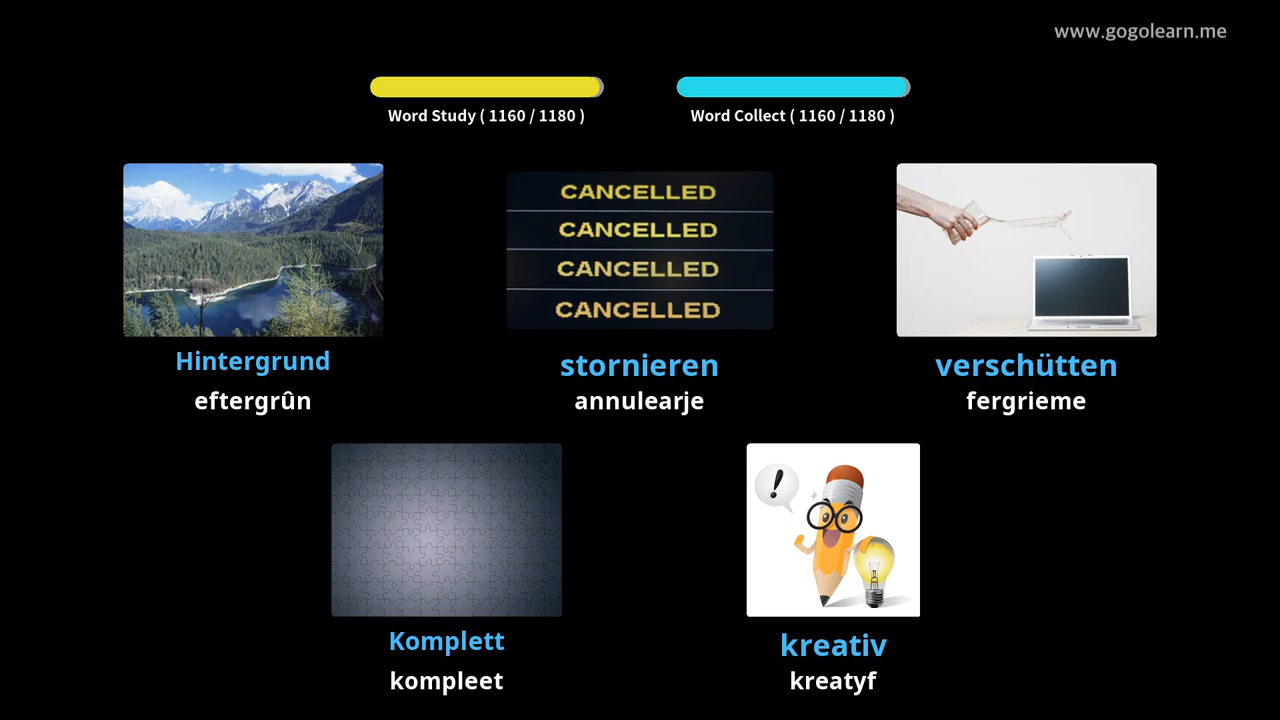 www.gogolearn.me
Word Study ( 1160 / 1180 )
Word Collect ( 1160 / 1180 )
CANCELLED
CANCELLED
CANCELLED
CANCELLED
Hintergrund
eftergrûn
stornieren
annulearje
verschütten
fergrieme
!
Komplett
kompleet
kreativ
kreatyf